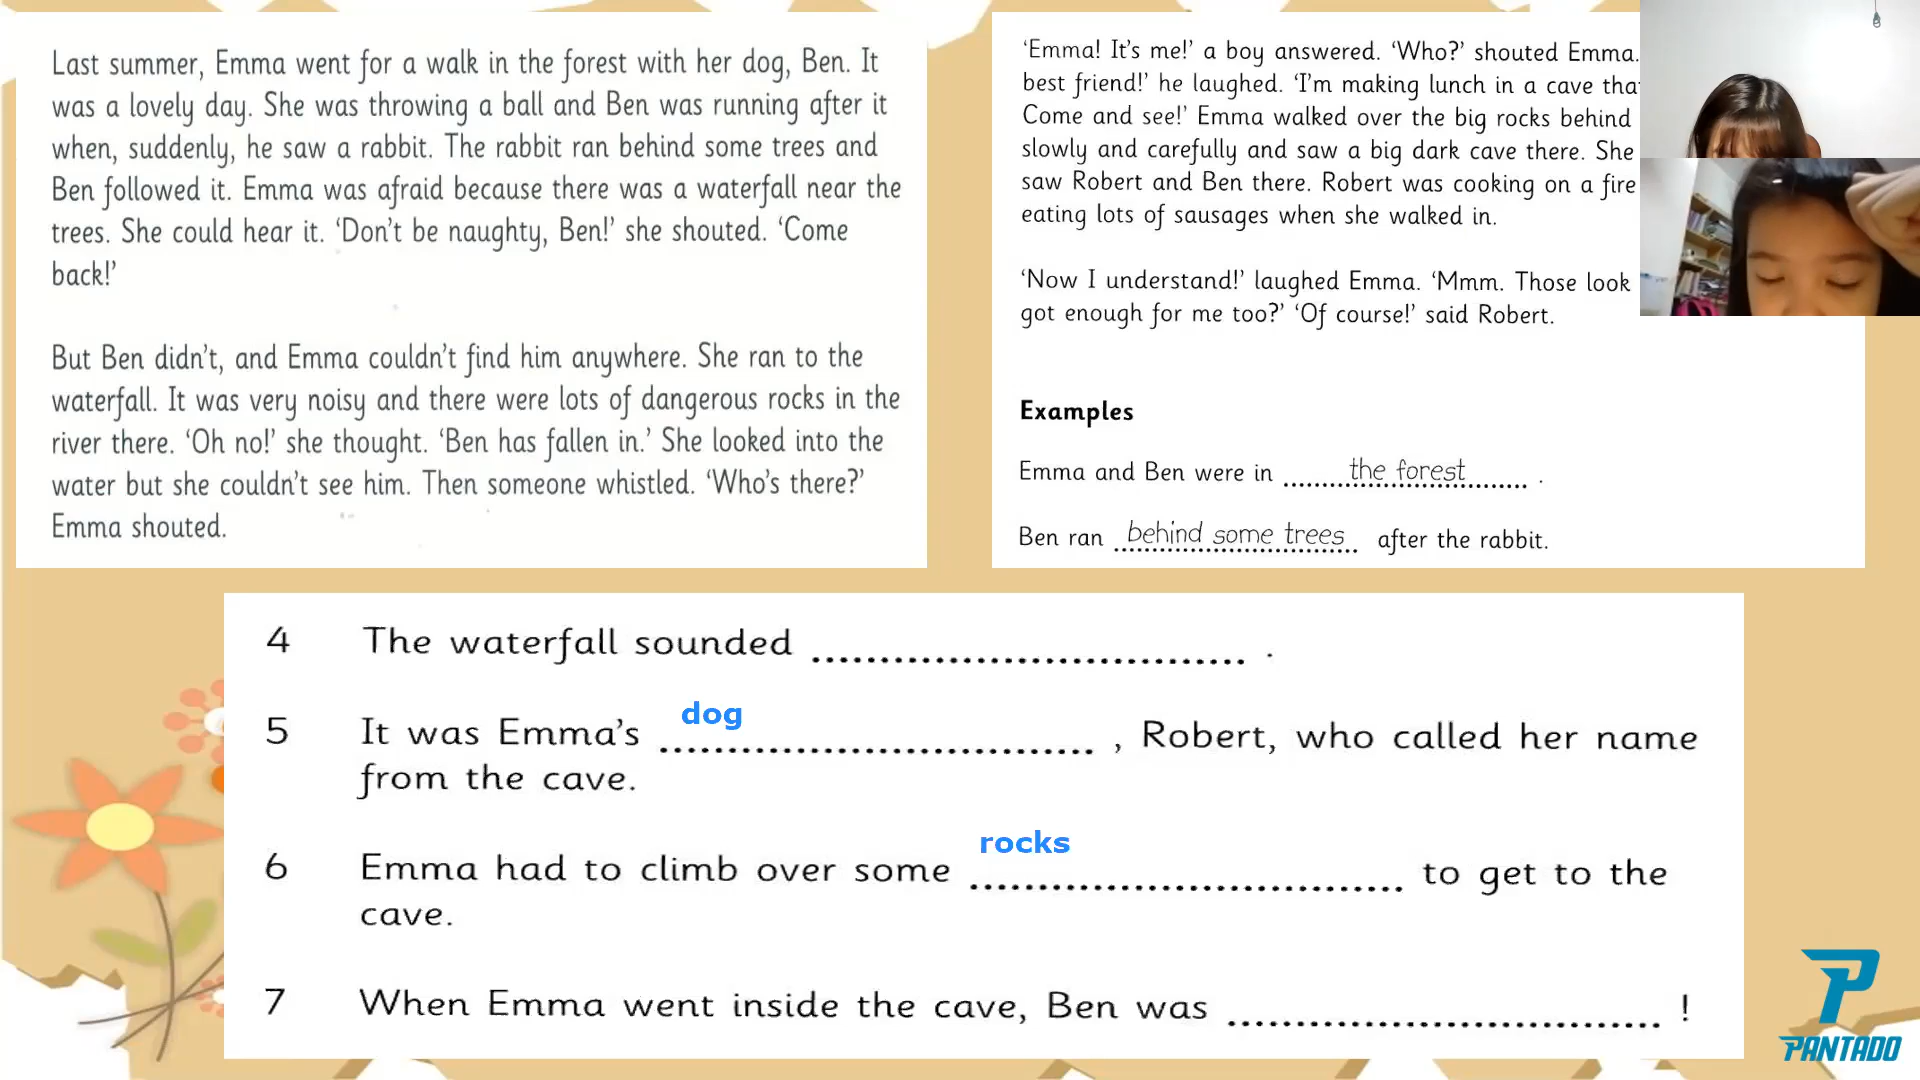 Last summer, Emma went for a walk in the forest with her dog, Ben. It
was a lovely day. She was throwing a ball and Ben was running after it
when, suddenly, he saw a rabbit. The rabbit ran behind some trees and
Ben followed it. Emma was afraid because there was a waterfall near the
trees. She could hear it. ‘Don’t be naughty, Ben!’ she shouted. ‘Come
back!’
But Ben didn’t, and Emma couldn’t find him anywhere. She ran to the
waterfall. It was very noisy and there were lots of dangerous rocks in the
river there. ‘Oh no!’ she thought. ‘Ben has fallen in.’ She looked into the
water but she couldn’t see him. Then someone whistled. ‘Who’s there?’
Emma shouted.
‘Emma! It’s me!’ a boy answered. ‘Who?’ shouted Emma.
best friend!’ he laughed. ‘I’m making lunch in a cave
Come and see!’ Emma walked over the big rocks behind
slowly and carefully and saw a big dark cave there. She
saw Robert and Ben there. Robert was cooking on a fire
eating lots of sausages when she walked in.
‘Now I understand!’ laughed Emma. ‘Mmm. Those look
got enough for me too?’ ‘Of course!’ said Robert.
Examples
Emma and Ben were in the forest .
Ben ran behind some trees after the rabbit.
4 The waterfall sounded .
5 It was Emma’s dog , Robert, who called her name
from the cave.
6 Emma had to climb over some rocks to get to the
cave.
7 When Emma went inside the cave, Ben was !
PANTADO